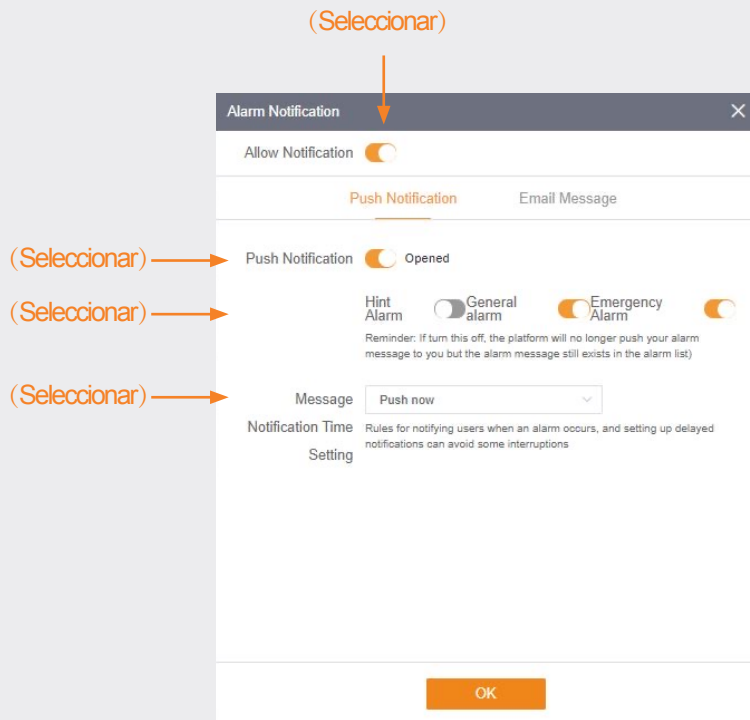 (Seleccionar)
Alarm Notification
Allow Notification
Push Notification Email Message
(Seleccionar) Push Notification Opened
(Seleccionar)
Hint General Emergency
Alarm alarm Alarm
Reminder: If turn this off, the platform will no longer push your alarm
message to you but the alarm message still exists in the alarm list)
(Seleccionar) Message Push now
Notification Time Rules for notifying users when an alarm occurs, and setting up delayed
Setting notifications can avoid some interruptions
OK